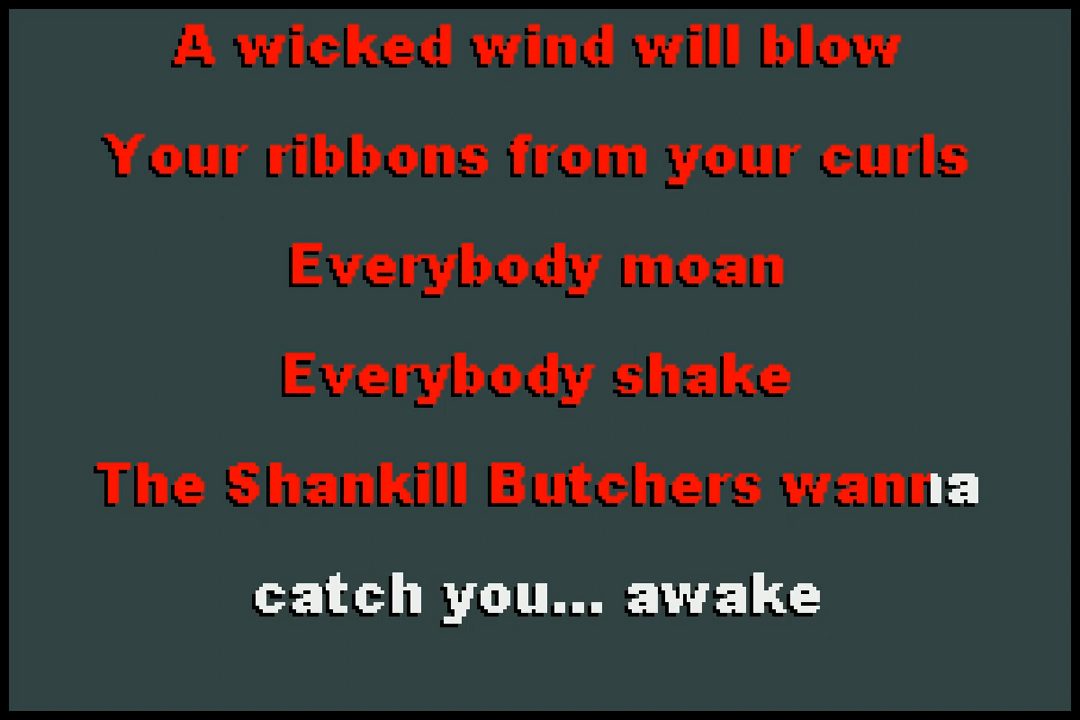 A wicked wind will blow
Your ribbons from your curls
Everybody moan
Everybody shake
The Shankill Butchers wanna
catch you... awake